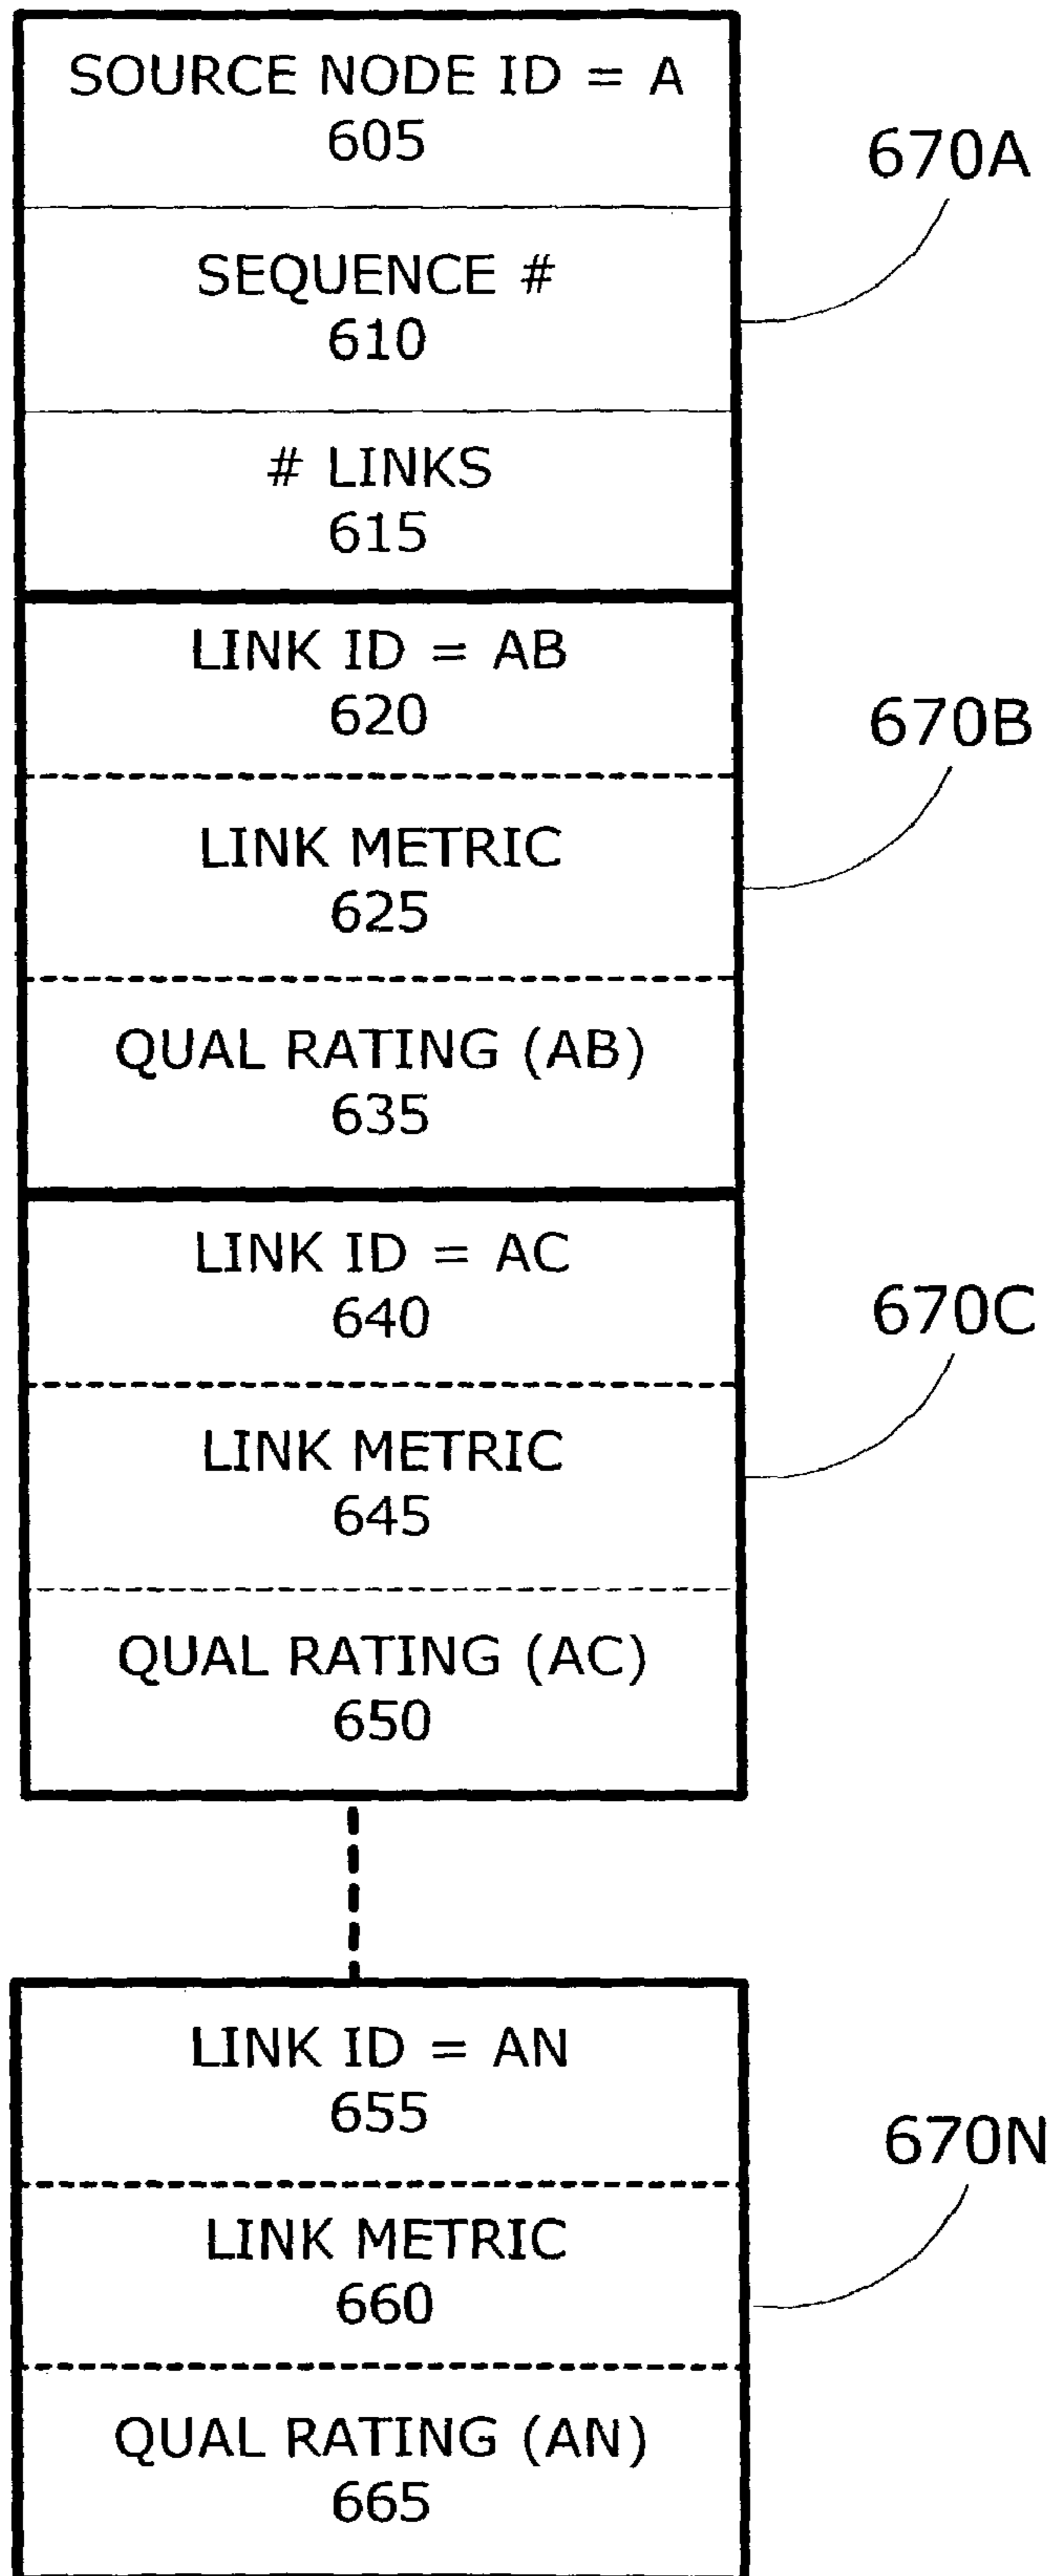 SOURCE NODE ID = A
605
670A
SEQUENCE #
610
# LINKS
615
LINK ID = AB
620
670B
LINK METRIC
625
QUAL RATING (AB)
635
LINK ID = AC
640
670C
LINK METRIC
645
QUAL RATING (AC)
650
LINK ID = AN
655
670N
LINK METRIC
660
QUAL RATING (AN)
665